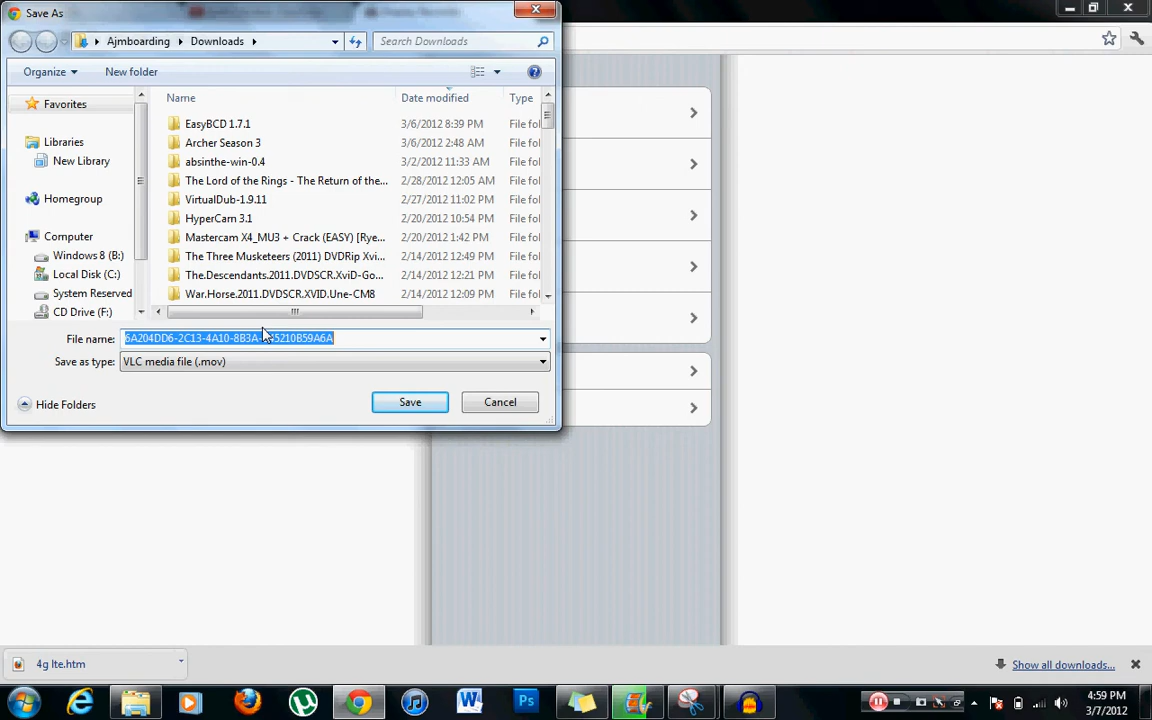 Save As
Ajmboarding Downloads
Search Downloads
Organize New folder
Name Date modified Type
Favorites
Libraries
New Library
Homegroup
Computer
Windows 8 (B:)
Local Disk (C:)
System Reserved
CD Drive (F:)
EasyBCD 1.7.1 3/6/2012 8:39 PM File fol
Archer Season 3 3/6/2012 2:48 AM File fol
absinthe-win-0.4 3/2/2012 11:33 AM File fol
The Lord of the Rings - The Return of the... 2/28/2012 12:05 AM File fol
VirtualDub-1.9.11 2/27/2012 11:02 PM File fol
HyperCam 3.1 2/20/2012 10:54 PM File fol
Mastercam X4_MU3 + Crack (EASY) [Rye... 2/20/2012 1:42 PM File fol
The Three Musketeers (2011) DVDRip Xvi... 2/14/2012 12:49 PM File fol
The.Descendants.2011.DVDSCR.XviD-Go... 2/14/2012 12:21 PM File fol
War.Horse.2011.DVDSCR.XVID.Une-CM8 2/14/2012 12:09 PM File fol
File name:
Save as type: VLC media file (.mov)
Hide Folders
Save Cancel
4g lte.htm
Show all downloads...
4:59 PM
3/7/2012